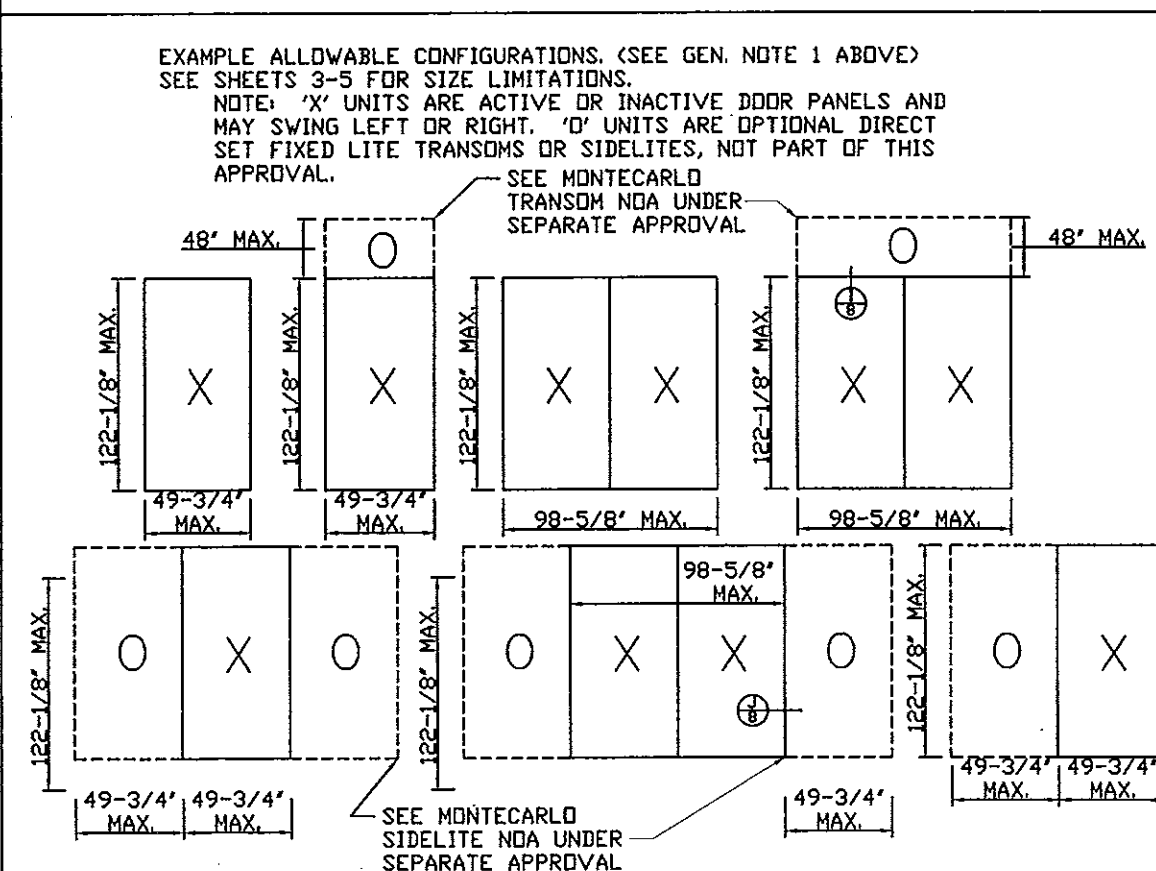 EXAMPLE ALLOWABLE CONFIGURATIONS. (SEE GEN. NOTE 1 ABOVE)
SEE SHEETS 3-5 FOR SIZE LIMITATIONS.
NOTE: 'X' UNITS ARE ACTIVE OR INACTIVE DOOR PANELS AND
MAY SWING LEFT OR RIGHT. 'O' UNITS ARE OPTIONAL DIRECT
SET FIXED LITE TRANSOMS OR SIDELITES, NOT PART OF THIS
APPROVAL.
SEE MONTECARLO
TRANSOM NOA UNDER
SEPARATE APPROVAL
48" MAX.
O
O
48" MAX.
122-1/8" MAX.
X
122-1/8" MAX.
X
122-1/8" MAX.
X
X
122-1/8" MAX.
8
X
X
49-3/4"
MAX.
49-3/4"
MAX.
98-5/8" MAX.
98-5/8" MAX.
122-1/8" MAX.
O
X
O
122-1/8" MAX.
98-5/8"
MAX.
O
X
X
O
J
8
122-1/8" MAX.
O
X
49-3/4"
MAX.
49-3/4"
MAX.
49-3/4"
MAX.
49-3/4"
MAX.
49-3/4"
MAX.
SEE MONTECARLO
SIDELITE NOA UNDER
SEPARATE APPROVAL